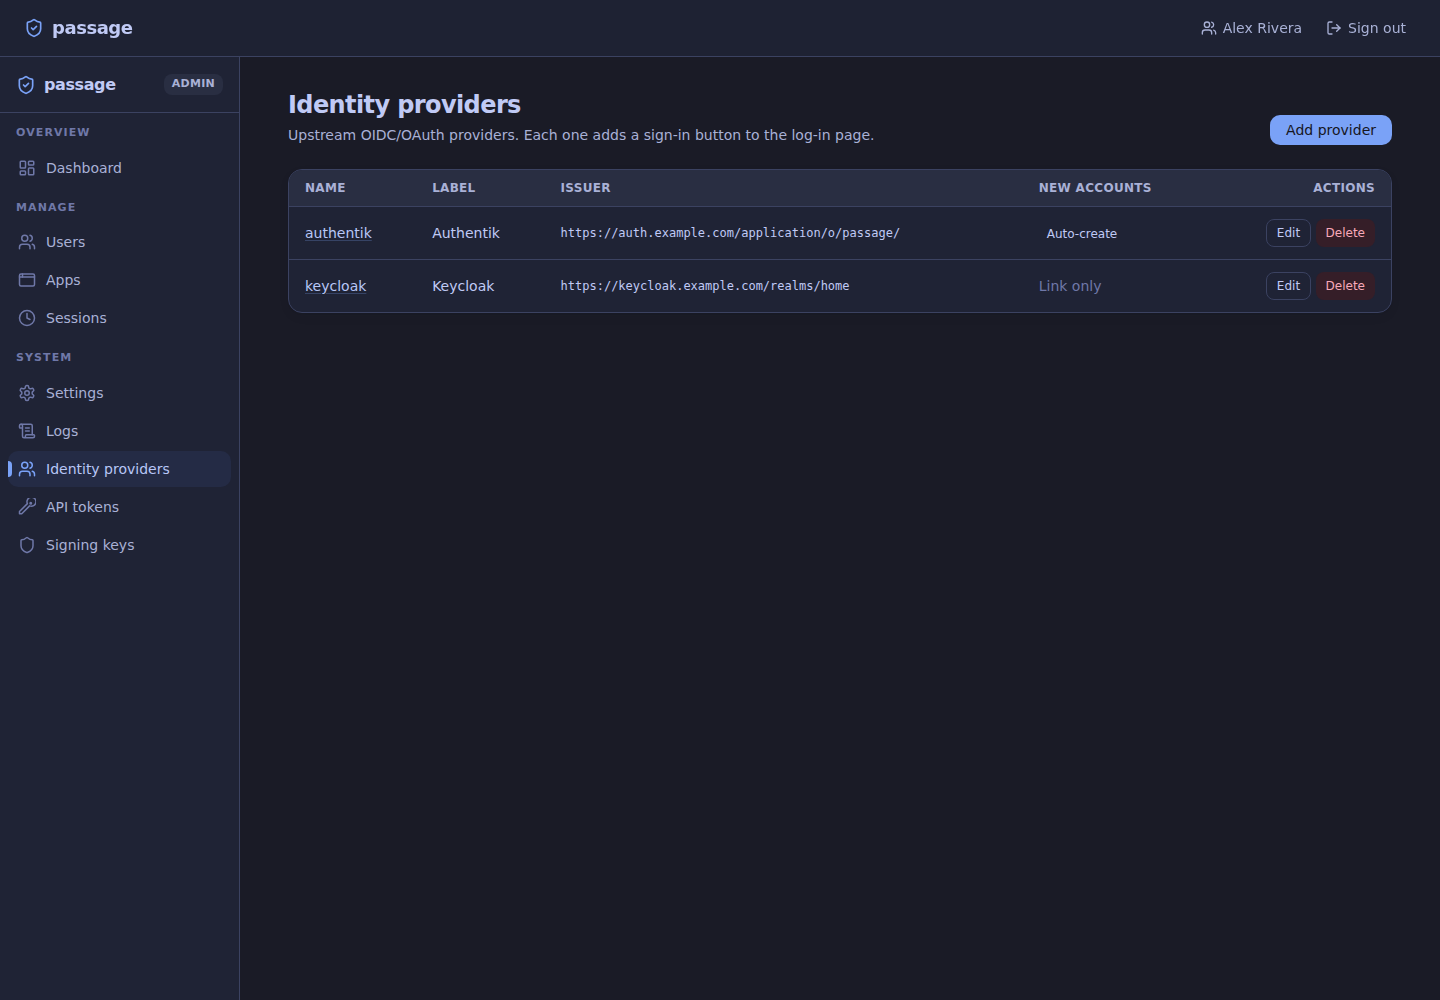 passage
Alex Rivera
Sign out
passage
ADMIN
OVERVIEW
Dashboard
MANAGE
Users
Apps
Sessions
SYSTEM
Settings
Logs
Identity providers
API tokens
Signing keys
Identity providers
Upstream OIDC/OAuth providers. Each one adds a sign-in button to the log-in page.
Add provider
NAME LABEL ISSUER NEW ACCOUNTS ACTIONS
authentik Authentik https://auth.example.com/application/o/passage/ Auto-create Edit Delete
keycloak Keycloak https://keycloak.example.com/realms/home Link only Edit Delete